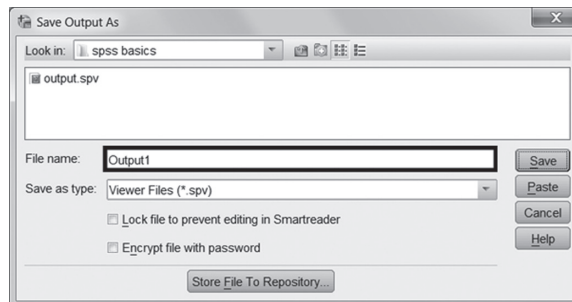 Save Output As
Look in: spss basics
output.spv
File name: Output1
Save
Save as type: Viewer Files (*.spv)
Paste
Lock file to prevent editing in Smartreader
Cancel
Encrypt file with password
Help
Store File To Repository...